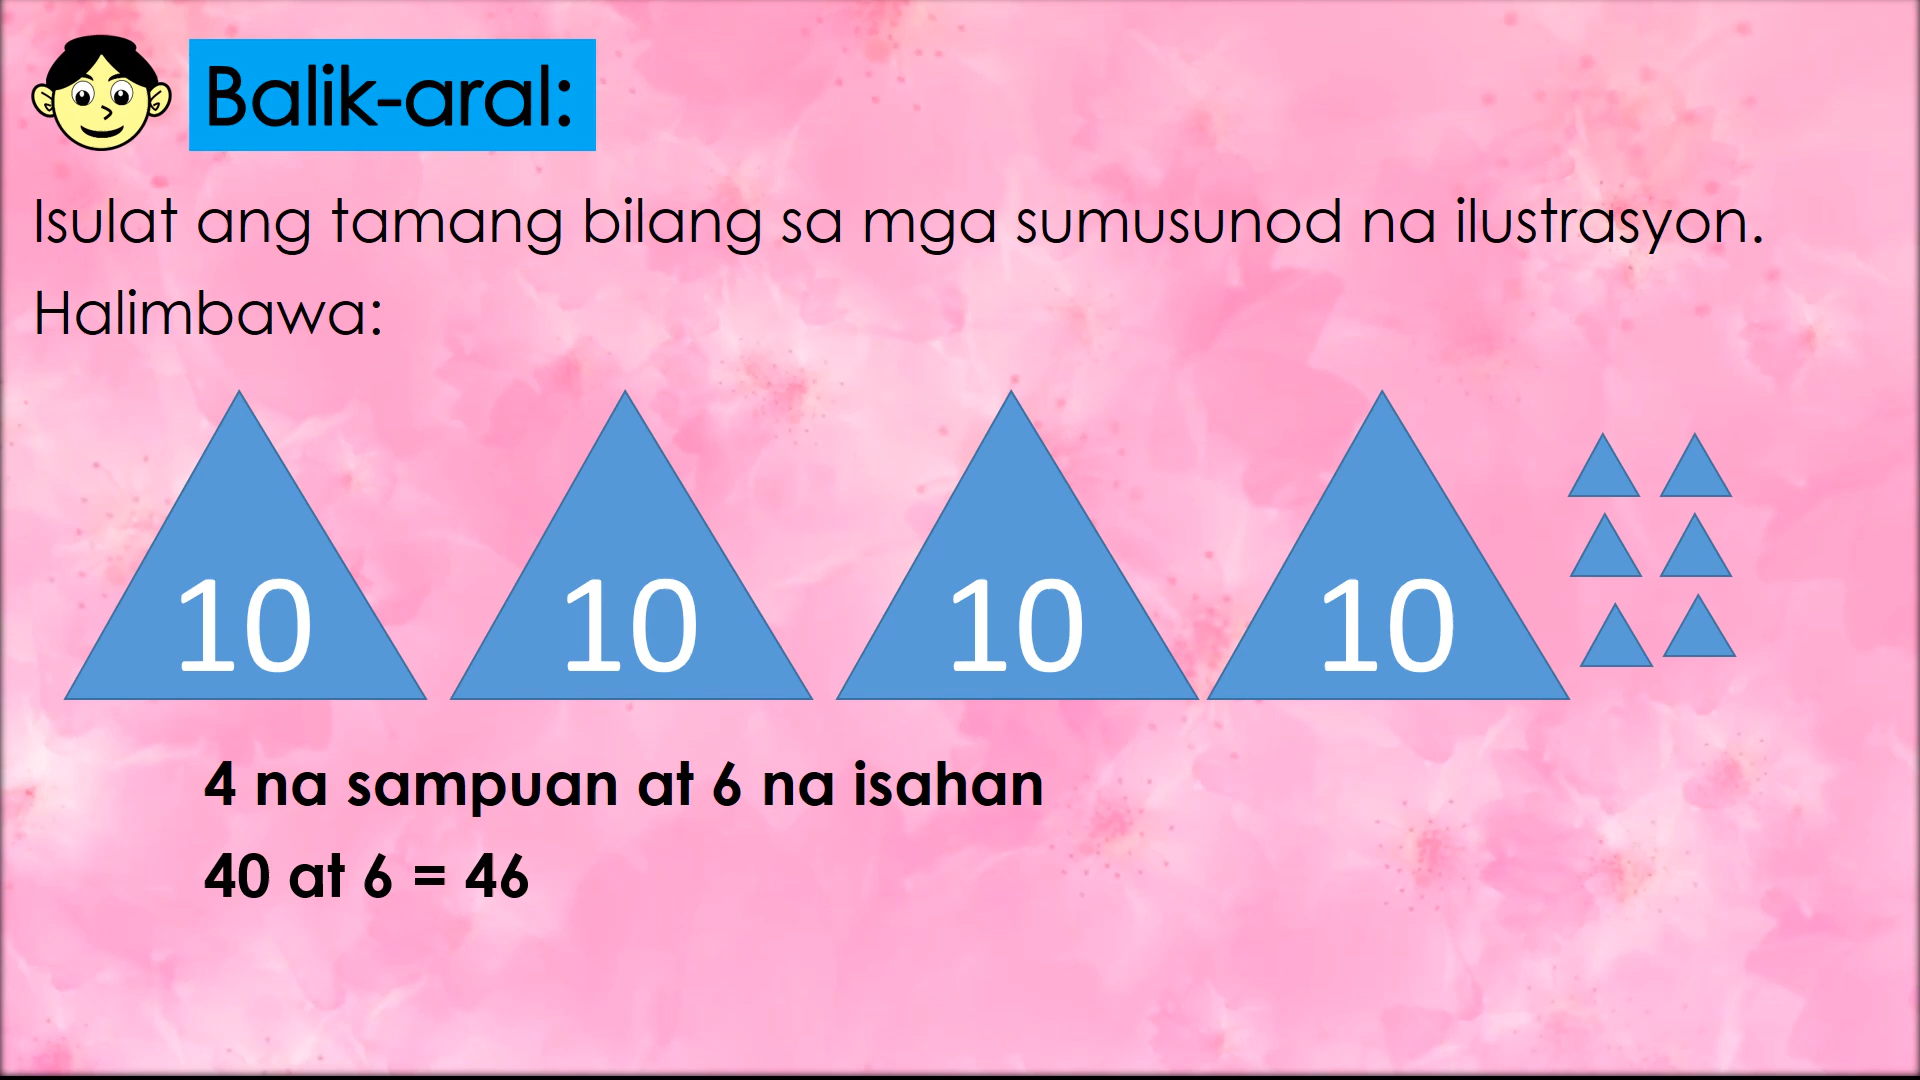 Balik-aral:
Isulat ang tamang bilang sa mga sumusunod na ilustrasyon.
Halimbawa:
10 10 10 10
4 na sampuan at 6 na isahan
40 at 6 = 46